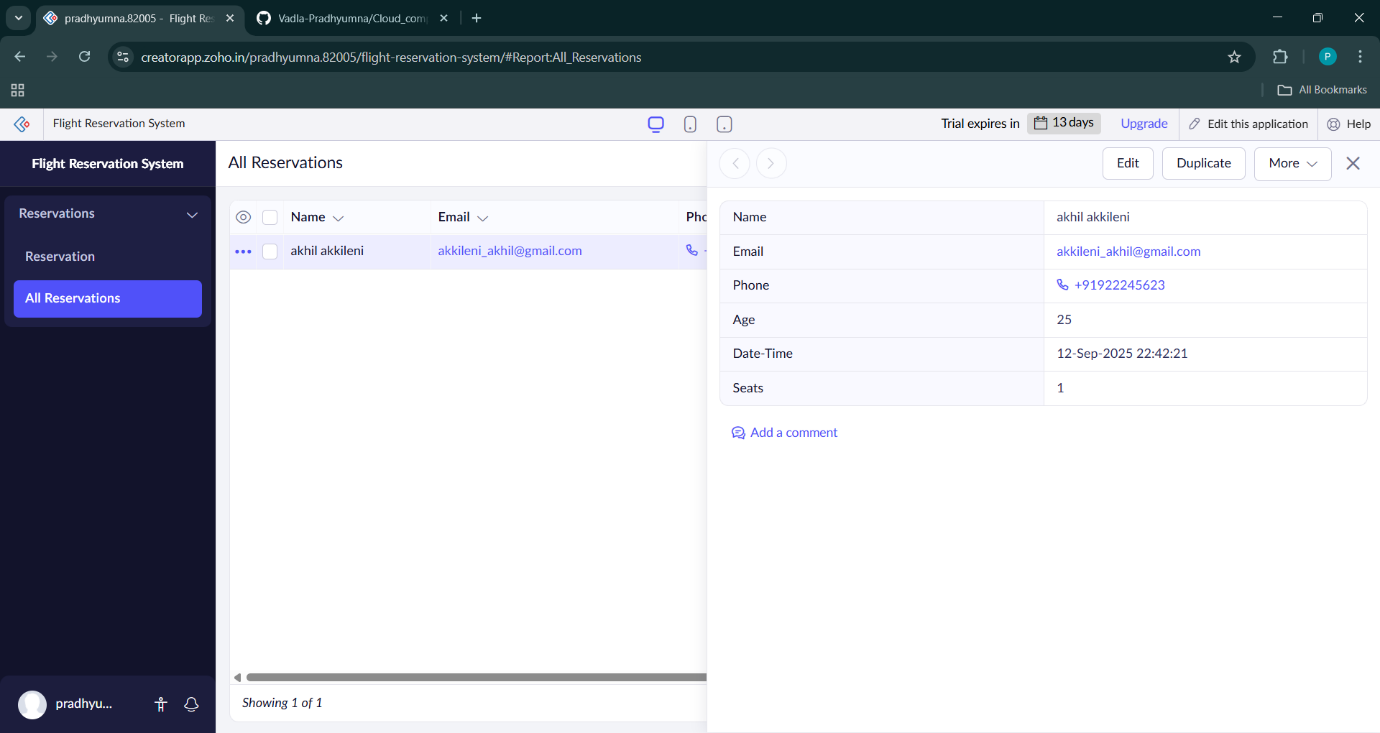 pradhyumna.82005 - Flight Res
Vadla-Pradhyumna/Cloud_comp
creatorapp.zoho.in/pradhyumna.82005/flight-reservation-system/#Report:All_Reservations
P
All Bookmarks
Flight Reservation System
Trial expires in 13 days Upgrade Edit this application Help
Flight Reservation System
Reservations
Reservation
All Reservations
pradhyu...
All Reservations
Name Email Pho
akhil akkileni akkileni_akhil@gmail.com
Showing 1 of 1
Edit Duplicate More
Name akhil akkileni
Email akkileni_akhil@gmail.com
Phone +91922245623
Age 25
Date-Time 12-Sep-2025 22:42:21
Seats 1
Add a comment